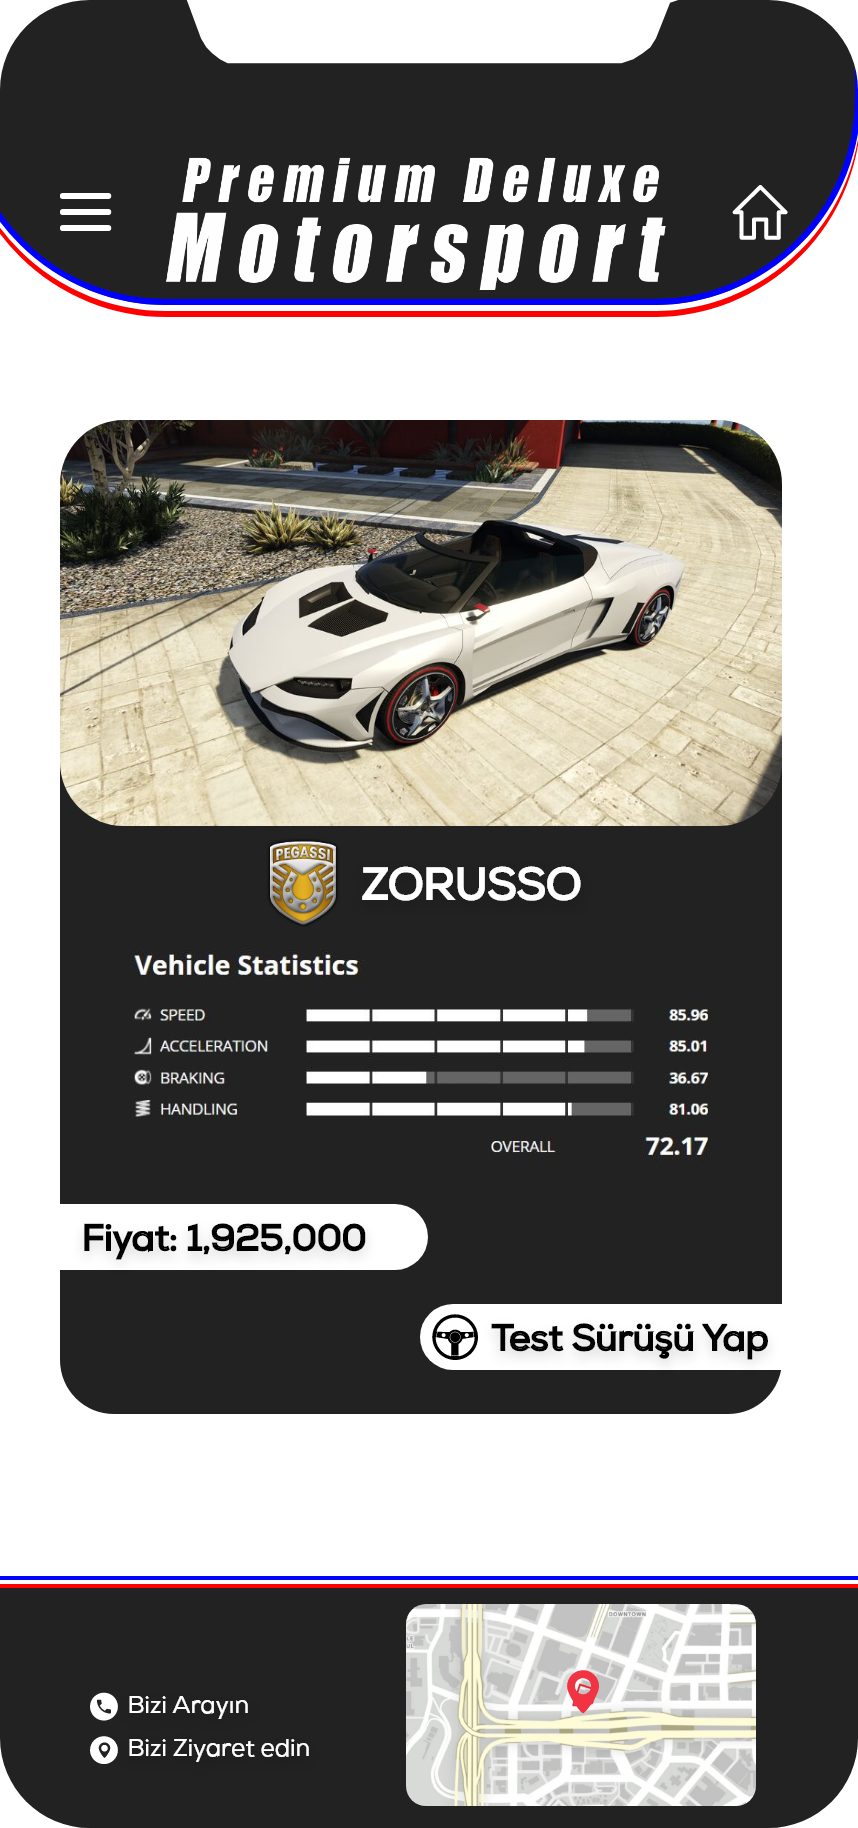 Premium Deluxe
Motorsport
PEGASSI
ZORUSSO
Vehicle Statistics
SPEED 85.96
ACCELERATION 85.01
BRAKING 36.67
HANDLING 81.06
OVERALL 72.17
Fiyat: 1,925,000
Test Sürüşü Yap
DOWNTOWN
Bizi Arayın
Bizi Ziyaret edin